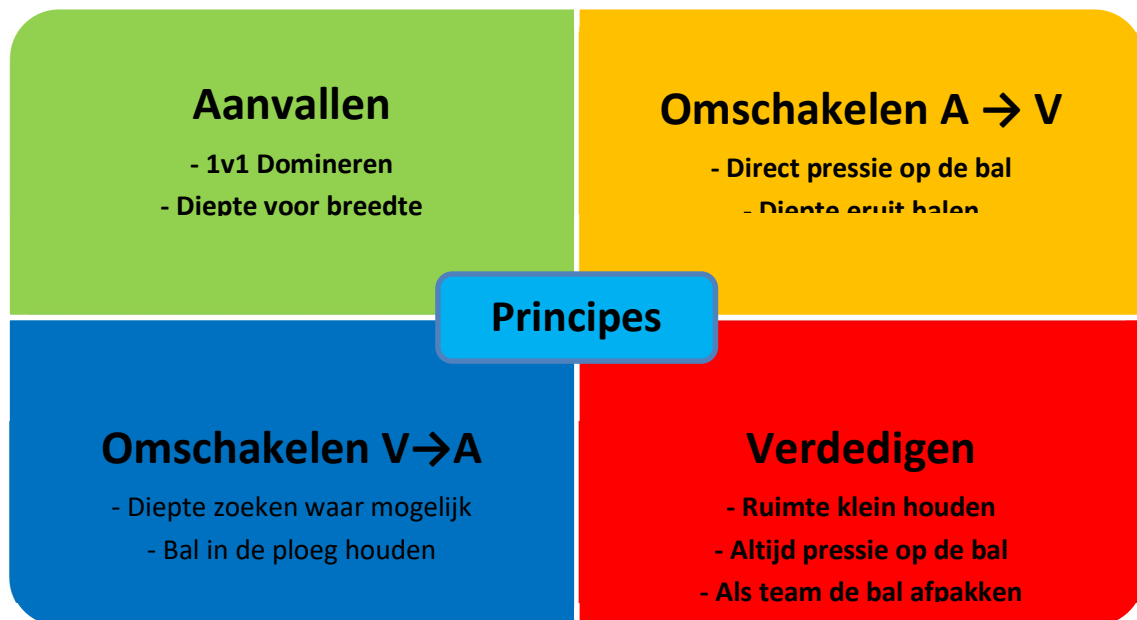 Aanvallen
- 1v1 Domineren
- Diepte voor breedte
Omschakelen A → V
- Direct pressie op de bal
- Diepte eruit halen
Principes
Omschakelen V→A
- Diepte zoeken waar mogelijk
- Bal in de ploeg houden
Verdedigen
- Ruimte klein houden
- Altijd pressie op de bal
- Als team de bal afpakken